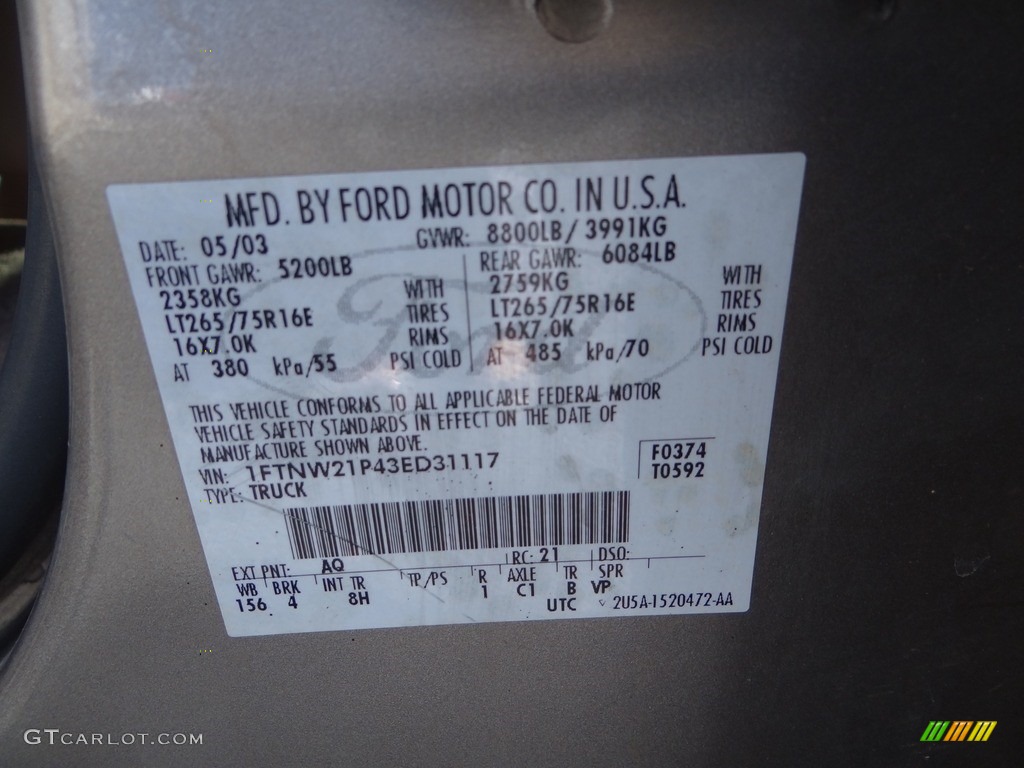 MFD. BY FORD MOTOR CO. IN U.S.A.
DATE: 05/03 GVWR: 8800LB/ 3991KG
FRONT GAWR: 5200LB REAR GAWR: 6084LB
2358KG WITH 2759KG WITH
LT265/75R16E TIRES LT265/75R16E TIRES
16X7.0K RIMS 16X7.0K RIMS
AT 380 kPa/55 PSI COLD AT 485 kPa/70 PSI COLD
Ford
THIS VEHICLE CONFORMS TO ALL APPLICABLE FEDERAL MOTOR
VEHICLE SAFETY STANDARDS IN EFFECT ON THE DATE OF
MANUFACTURE SHOWN ABOVE.
VIN: 1FTNW21P43ED31117 F0374
TYPE: TRUCK T0592
EXT PNT: AQ RC: 21 DSO:
WB BRK INT TR TP/PS R AXLE TR SPR
156 4 8H 1 C1 B VP
UTC 2U5A-1520472-AA
GTCARLOT.COM